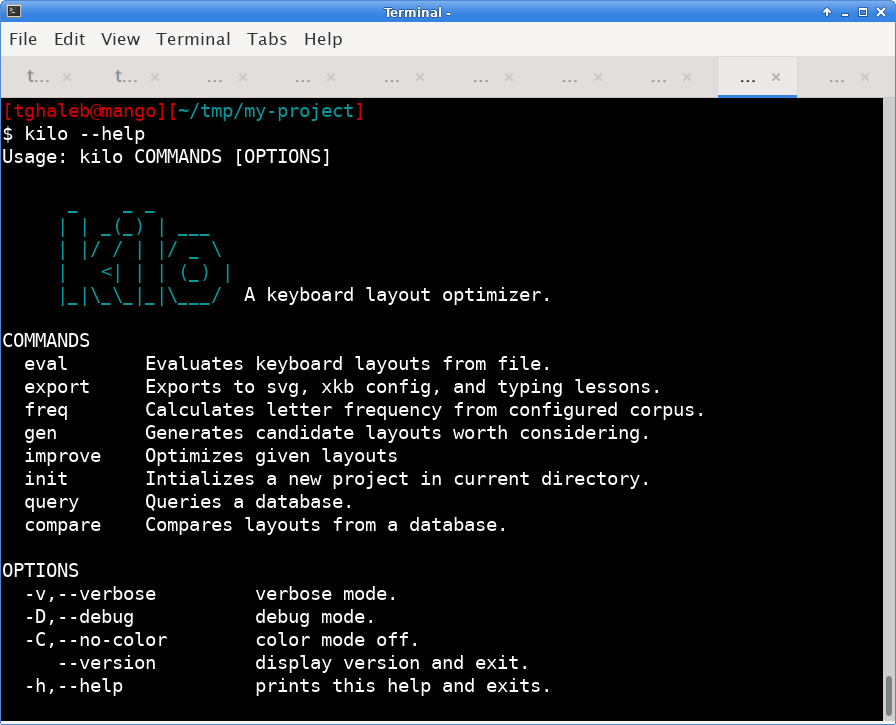 Terminal -
File Edit View Terminal Tabs Help
t... t... ... ... ... ... ... ... ... ...
[tghaleb@mango][~/tmp/my-project]
$ kilo --help
Usage: kilo COMMANDS [OPTIONS]
kilo
A keyboard layout optimizer.
COMMANDS
eval Evaluates keyboard layouts from file.
export Exports to svg, xkb config, and typing lessons.
freq Calculates letter frequency from configured corpus.
gen Generates candidate layouts worth considering.
improve Optimizes given layouts
init Intializes a new project in current directory.
query Queries a database.
compare Compares layouts from a database.
OPTIONS
-v,--verbose verbose mode.
-D,--debug debug mode.
-C,--no-color color mode off.
--version display version and exit.
-h,--help prints this help and exits.